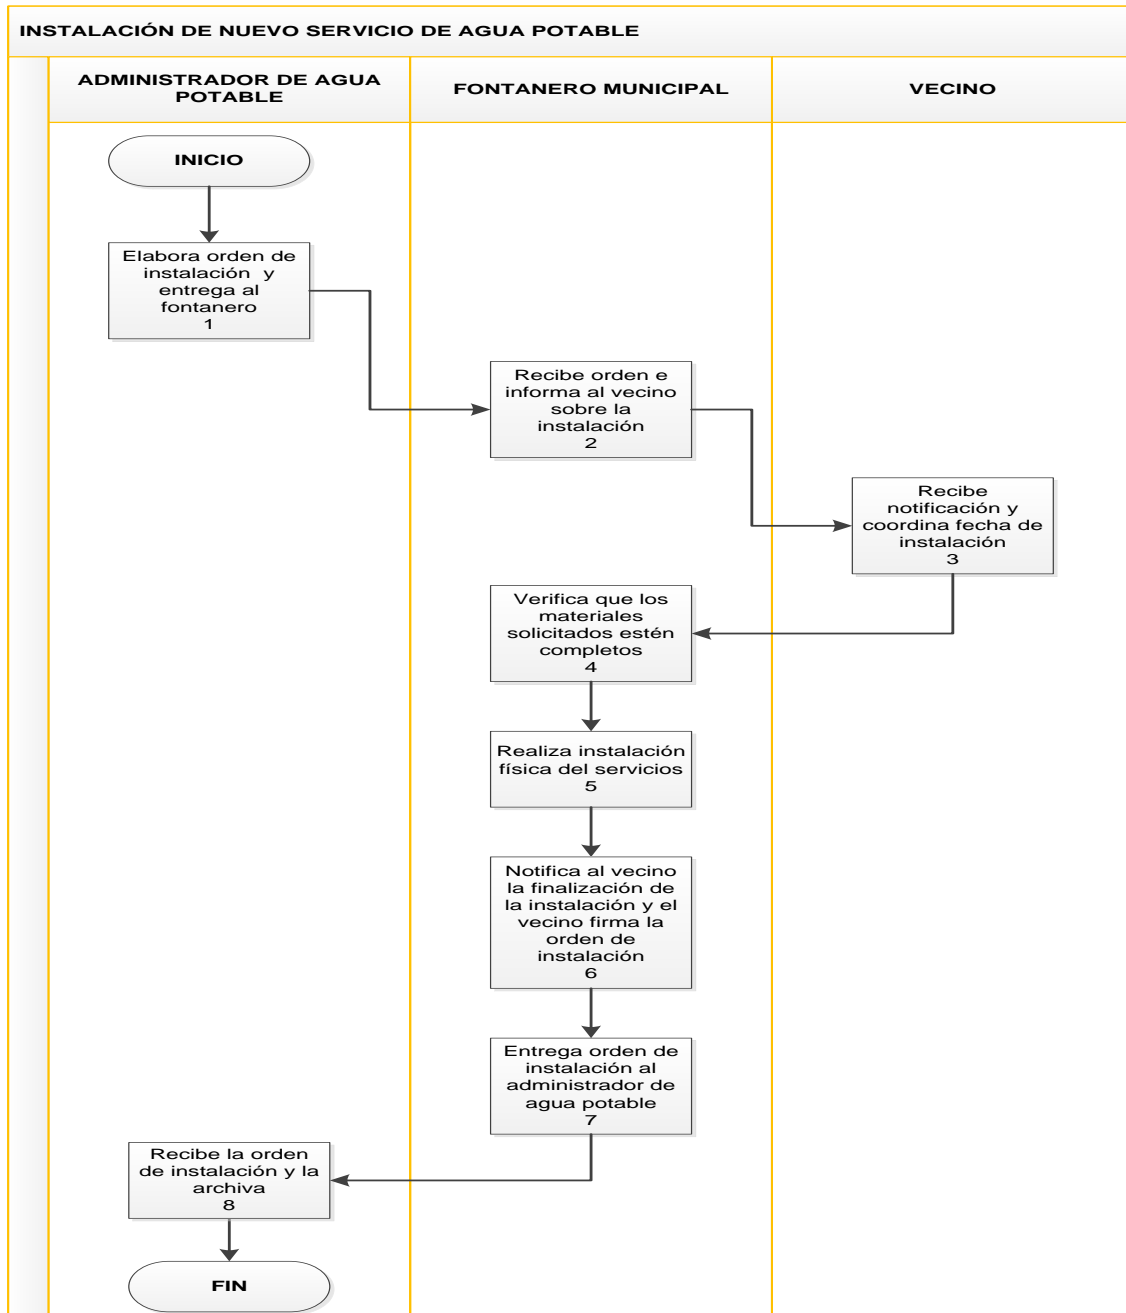 INSTALACIÓN DE NUEVO SERVICIO DE AGUA POTABLE
ADMINISTRADOR DE AGUA
POTABLE
FONTANERO MUNICIPAL
VECINO
INICIO
Elabora orden de
instalación y
entrega al
fontanero
1
Recibe orden e
informa al vecino
sobre la
instalación
2
Recibe
notificación y
coordina fecha de
instalación
3
Verifica que los
materiales
solicitados estén
completos
4
Realiza instalación
física del servicios
5
Notifica al vecino
la finalización de
la instalación y el
vecino firma la
orden de
instalación
6
Entrega orden de
instalación al
administrador de
agua potable
7
Recibe la orden
de instalación y la
archiva
8
FIN